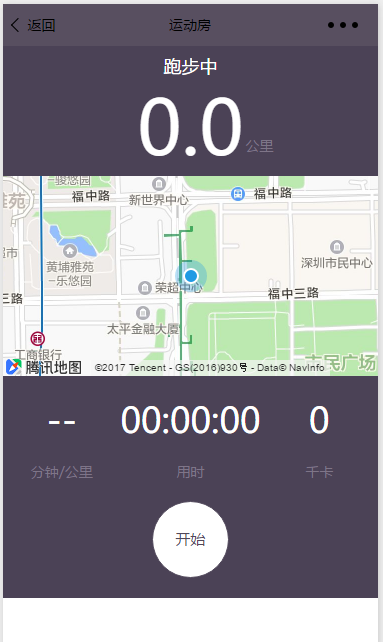 返回 运动房
跑步中
0.0 公里
骏悠园
福中路 福中路
新世界中心
深圳市民中心
黄埔雅苑
-乐悠园
荣超中心
三路 福中三路
太平金融大厦
工商银行
市民广场
腾讯地图 ©2017 Tencent - GS(2016)930号 - Data© NavInfo
-- 00:00:00 0
分钟/公里 用时 千卡
开始